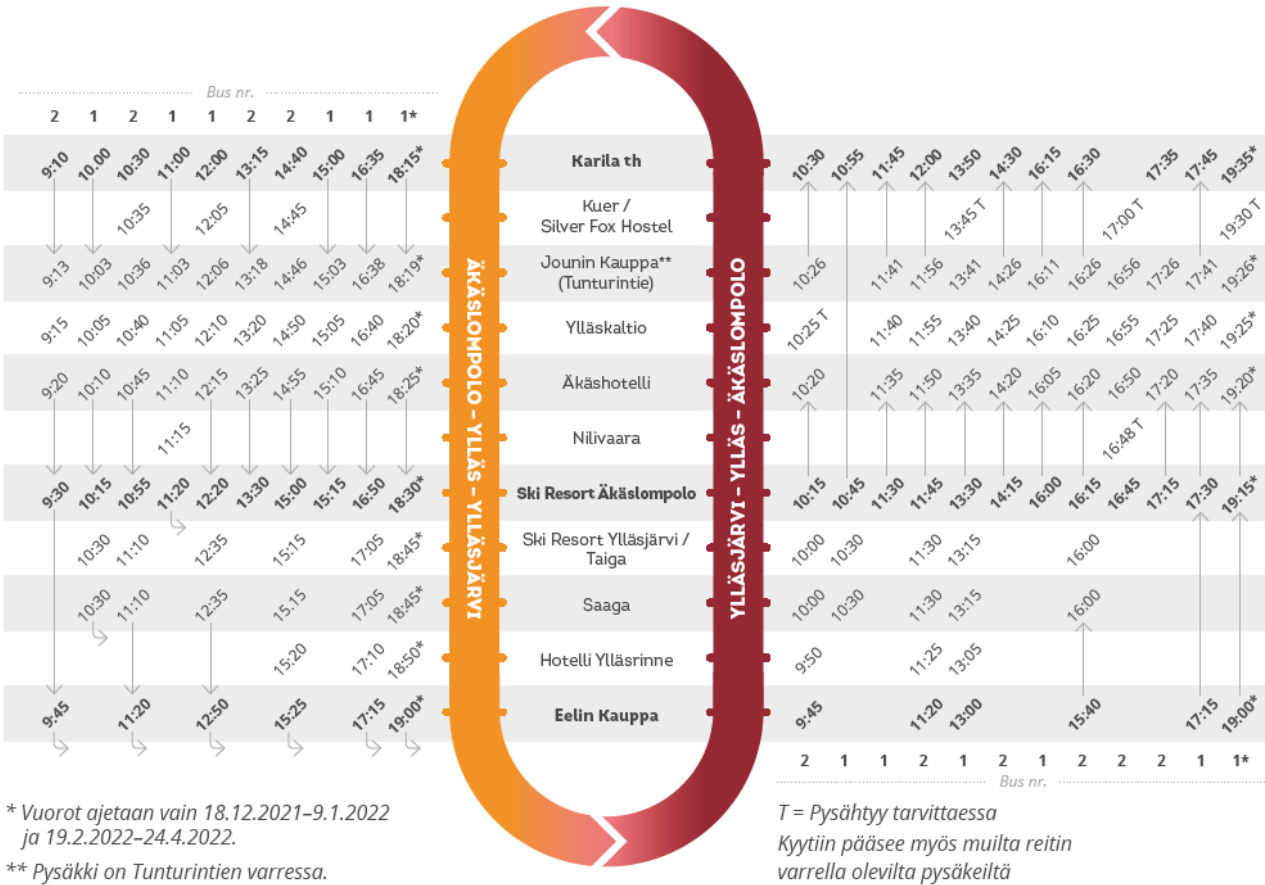 Bus nr.
2 1 2 1 1 2 2 1 1 1*
9:10 10.00 10:30 11:00 12:00 13:15 14:40 15:00 16:35 18:15* Karila th 10:30 10:55 11:45 12:00 13:50 14:30 16:15 16:30 17:35 17:45 19:35*
10:35 12:05 14:45 Kuer / 13:45 T 17:00 T 19:30 T
Silver Fox Hostel
9:13 10:03 10:36 11:03 12:06 13:18 14:46 15:03 16:38 18:19* Jounin Kauppa** 10:26 11:41 11:56 13:41 14:26 16:11 16:26 16:56 17:26 17:41 19:26*
(Tunturintie)
9:15 10:05 10:40 11:05 12:10 13:20 14:50 15:05 16:40 18:20* Ylläskaltio 10:25 T 11:40 11:55 13:40 14:25 16:10 16:25 16:55 17:25 17:40 19:25*
9:20 10:10 10:45 11:10 12:15 13:25 14:55 15:10 16:45 18:25* Äkäshotelli 10:20 11:35 11:50 13:35 14:20 16:05 16:20 16:50 17:20 17:35 19:20*
11:15 Nilivaara 16:48 T
9:30 10:15 10:55 11:20 12:20 13:30 15:00 15:15 16:50 18:30* Ski Resort Äkäslompolo 10:15 10:45 11:30 11:45 13:30 14:15 16:00 16:15 16:45 17:15 17:30 19:15*
10:30 11:10 12:35 15:15 17:05 18:45* Ski Resort Ylläsjärvi / 10:00 10:30 11:30 13:15 16:00
Taiga
10:30 11:10 12:35 15.15 17:05 18:45* Saaga 10:00 10:30 11:30 13:15 16:00
15:20 17:10 18:50* Hotelli Ylläsrinne 9:50 11:25 13:05
9:45 11:20 12:50 15:25 17:15 19:00* Eelin Kauppa 9:45 11:20 13:00 15:40 17:15 19:00*
2 1 1 2 1 2 1 2 2 2 1 1*
Bus nr.
ÄKÄSLOMPOLO – YLLÄS – YLLÄSJÄRVI
YLLÄSJÄRVI – YLLÄS – ÄKÄSLOMPOLO
* Vuorot ajetaan vain 18.12.2021–9.1.2022
ja 19.2.2022–24.4.2022.
** Pysäkki on Tunturintien varressa.
T = Pysähtyy tarvittaessa
Kyytiin pääsee myös muilta reitin
varrella olevilta pysäkeiltä